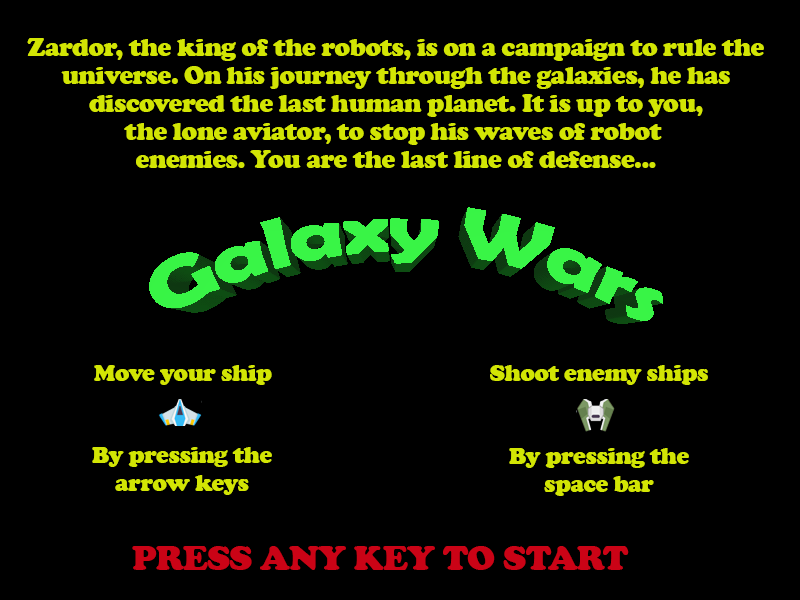 Zardor, the king of the robots, is on a campaign to rule the
universe. On his journey through the galaxies, he has
discovered the last human planet. It is up to you,
the lone aviator, to stop his waves of robot
enemies. You are the last line of defense...
Galaxy Wars
Move your ship
By pressing the
arrow keys
Shoot enemy ships
By pressing the
space bar
PRESS ANY KEY TO START